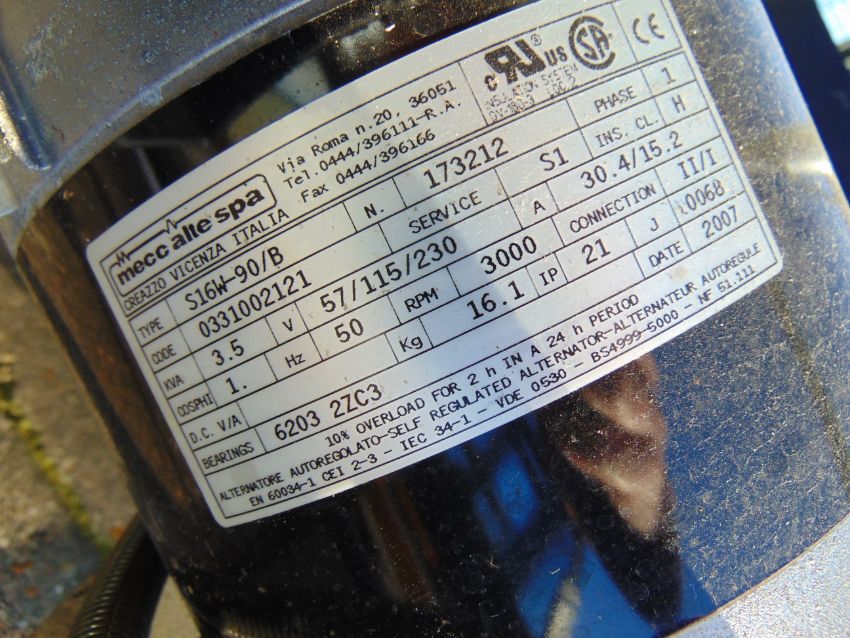 mecc alte spa
CREAZZO VICENZA ITALIA
Via Roma n.20, 36051
Tel.0444/396111-R.A.
Fax 0444/396166
c RU ® US
INSULATION SYSTEM
CSA
CE
TYPE S16W-90/B N. 173212 PHASE 1
CODE 0331002121 SERVICE S1 INS. CL. H
KVA 3.5 V 57/115/230 A 30.4/15.2
COSPHI 1. Hz 50 RPM 3000 CONNECTION II/I
D.C. V/A Kg 16.1 IP 21 J .0068
BEARINGS 6203 2ZC3 DATE 2007
10% OVERLOAD FOR 2 h IN A 24 h PERIOD
ALTERNATORE AUTOREGOLATO-SELF REGULATED ALTERNATOR-ALTERNATEUR AUTOREGULE
EN 60034-1 CEI 2-3 - IEC 34-1 - VDE 0530 - BS4999-5000 - NF 51.111